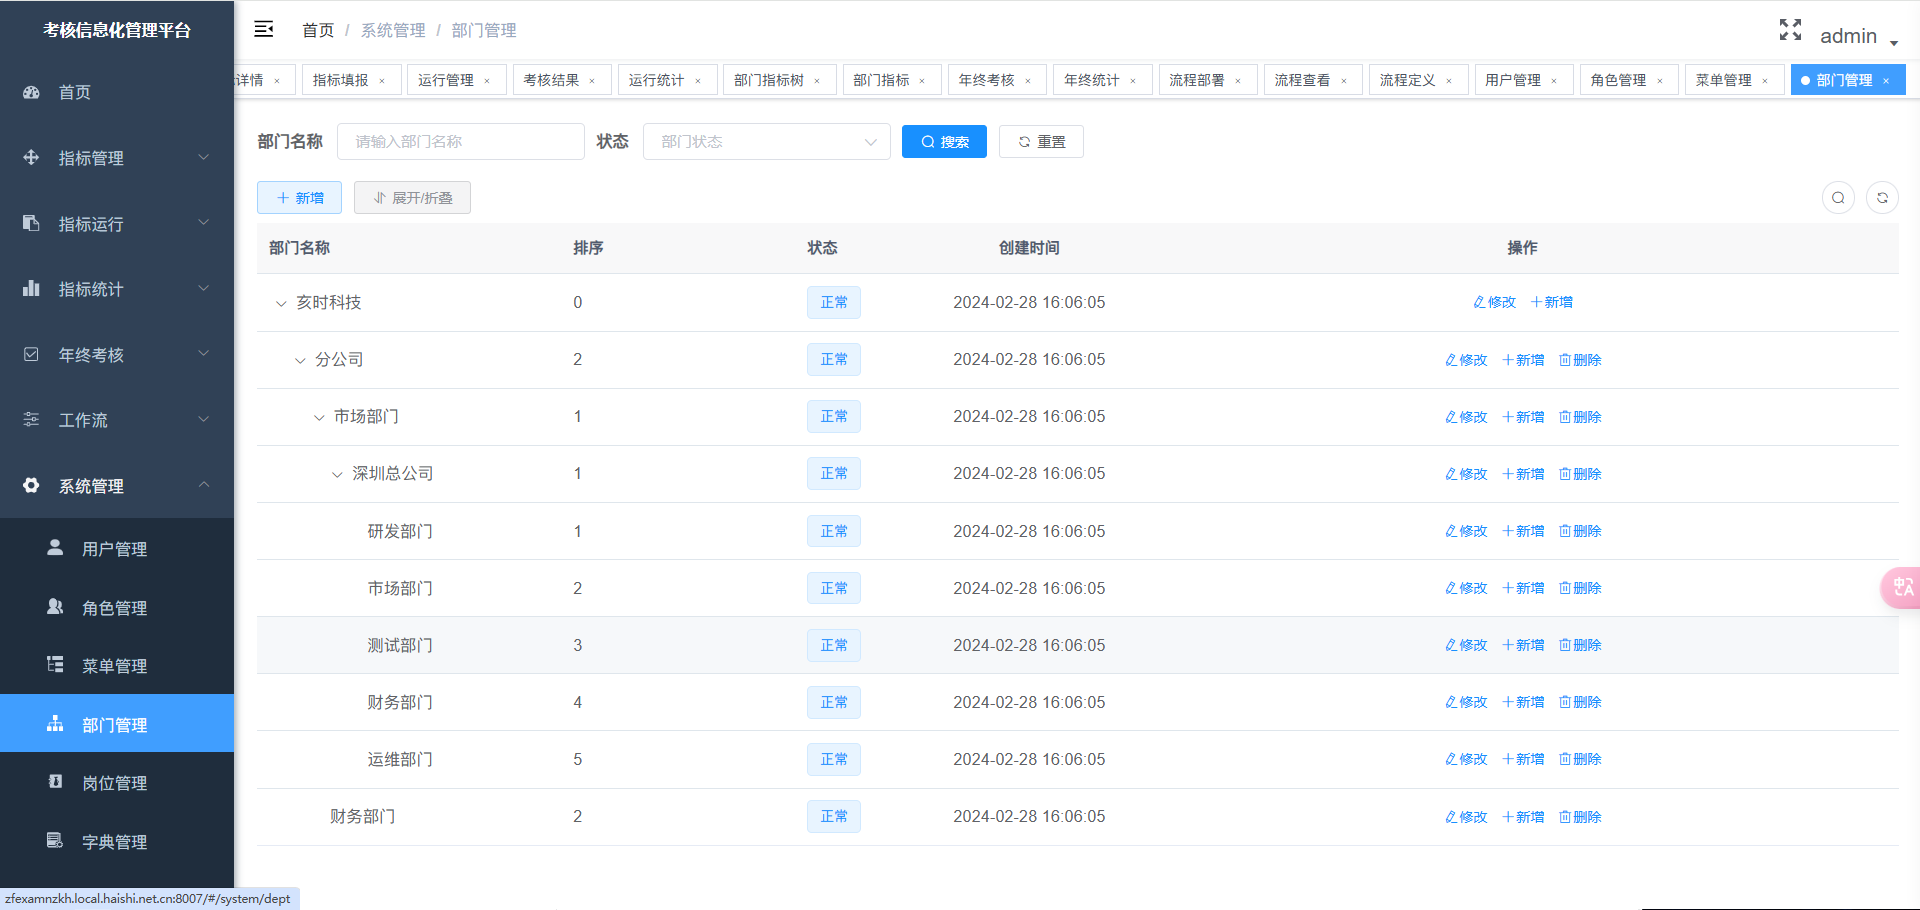 考核信息化管理平台
首页 / 系统管理 / 部门管理
admin
详情 × 指标填报 × 运行管理 × 考核结果 × 运行统计 × 部门指标树 × 部门指标 × 年终考核 × 年终统计 × 流程部署 × 流程查看 × 流程定义 × 用户管理 × 角色管理 × 菜单管理 × 部门管理 ×
首页
指标管理
指标运行
指标统计
年终考核
工作流
系统管理
用户管理
角色管理
菜单管理
部门管理
岗位管理
字典管理
部门名称 请输入部门名称 状态 部门状态 搜索 重置
新增 展开/折叠
部门名称 排序 状态 创建时间 操作
亥时科技 0 正常 2024-02-28 16:06:05 修改 新增
分公司 2 正常 2024-02-28 16:06:05 修改 新增 删除
市场部门 1 正常 2024-02-28 16:06:05 修改 新增 删除
深圳总公司 1 正常 2024-02-28 16:06:05 修改 新增 删除
研发部门 1 正常 2024-02-28 16:06:05 修改 新增 删除
市场部门 2 正常 2024-02-28 16:06:05 修改 新增 删除
测试部门 3 正常 2024-02-28 16:06:05 修改 新增 删除
财务部门 4 正常 2024-02-28 16:06:05 修改 新增 删除
运维部门 5 正常 2024-02-28 16:06:05 修改 新增 删除
财务部门 2 正常 2024-02-28 16:06:05 修改 新增 删除
中A
zfexamnzkh.local.haishi.net.cn:8007/#/system/dept